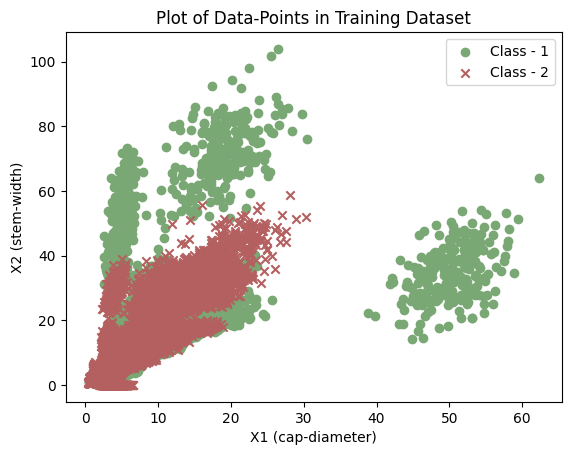 Plot of Data-Points in Training Dataset
Class - 1
Class - 2
X2 (stem-width)
100
80
60
40
20
0
0 10 20 30 40 50 60
X1 (cap-diameter)